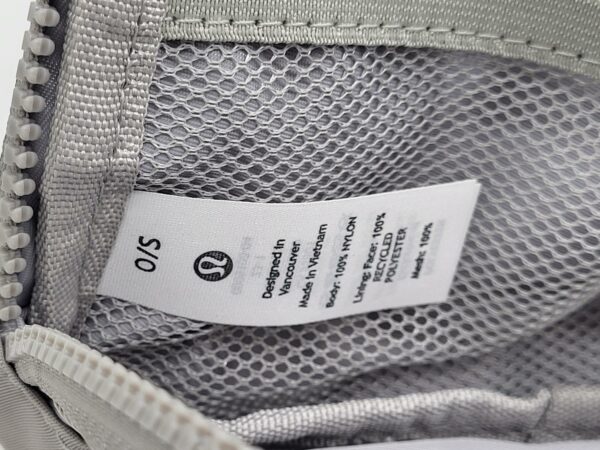 O/S
Designed in
Vancouver
Made in Vietnam
Body: 100% NYLON
Lining: Face: 100%
RECYCLED
POLYESTER
Mesh: 100%